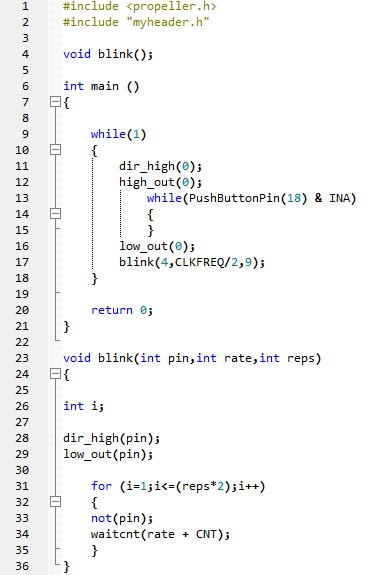 1 #include <propeller.h>
2 #include "myheader.h"
3
4 void blink();
5
6 int main ()
7 {
8
9 while(1)
10 {
11 dir_high(0);
12 high_out(0);
13 while(PushButtonPin(18) & INA)
14 {
15 }
16 low_out(0);
17 blink(4,CLKFREQ/2,9);
18 }
19
20 return 0;
21 }
22
23 void blink(int pin,int rate,int reps)
24 {
25
26 int i;
27
28 dir_high(pin);
29 low_out(pin);
30
31 for (i=1;i<=(reps*2);i++)
32 {
33 not(pin);
34 waitcnt(rate + CNT);
35 }
36 }